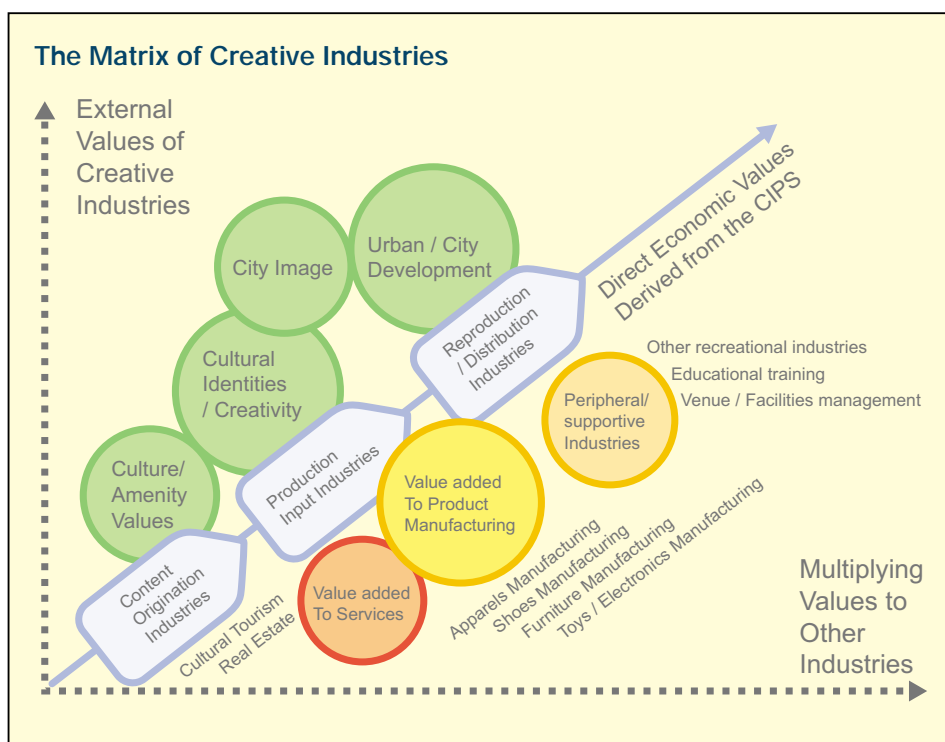 The Matrix of Creative Industries
External
Values of
Creative
Industries
Urban / City
Development
City Image
Direct Economic Values
Derived from the CIPS
Reproduction
/ Distribution
Industries
Cultural
Identities
/ Creativity
Other recreational industries
Educational training
Venue / Facilities management
Peripheral/
supportive
Industries
Culture/
Amenity
Values
Production
Input Industries
Value added
To Product
Manufacturing
Content
Origination
Industries
Value added
To Services
Cultural Tourism
Real Estate
Apparels Manufacturing
Shoes Manufacturing
Furniture Manufacturing
Toys / Electronics Manufacturing
Multiplying
Values to
Other
Industries